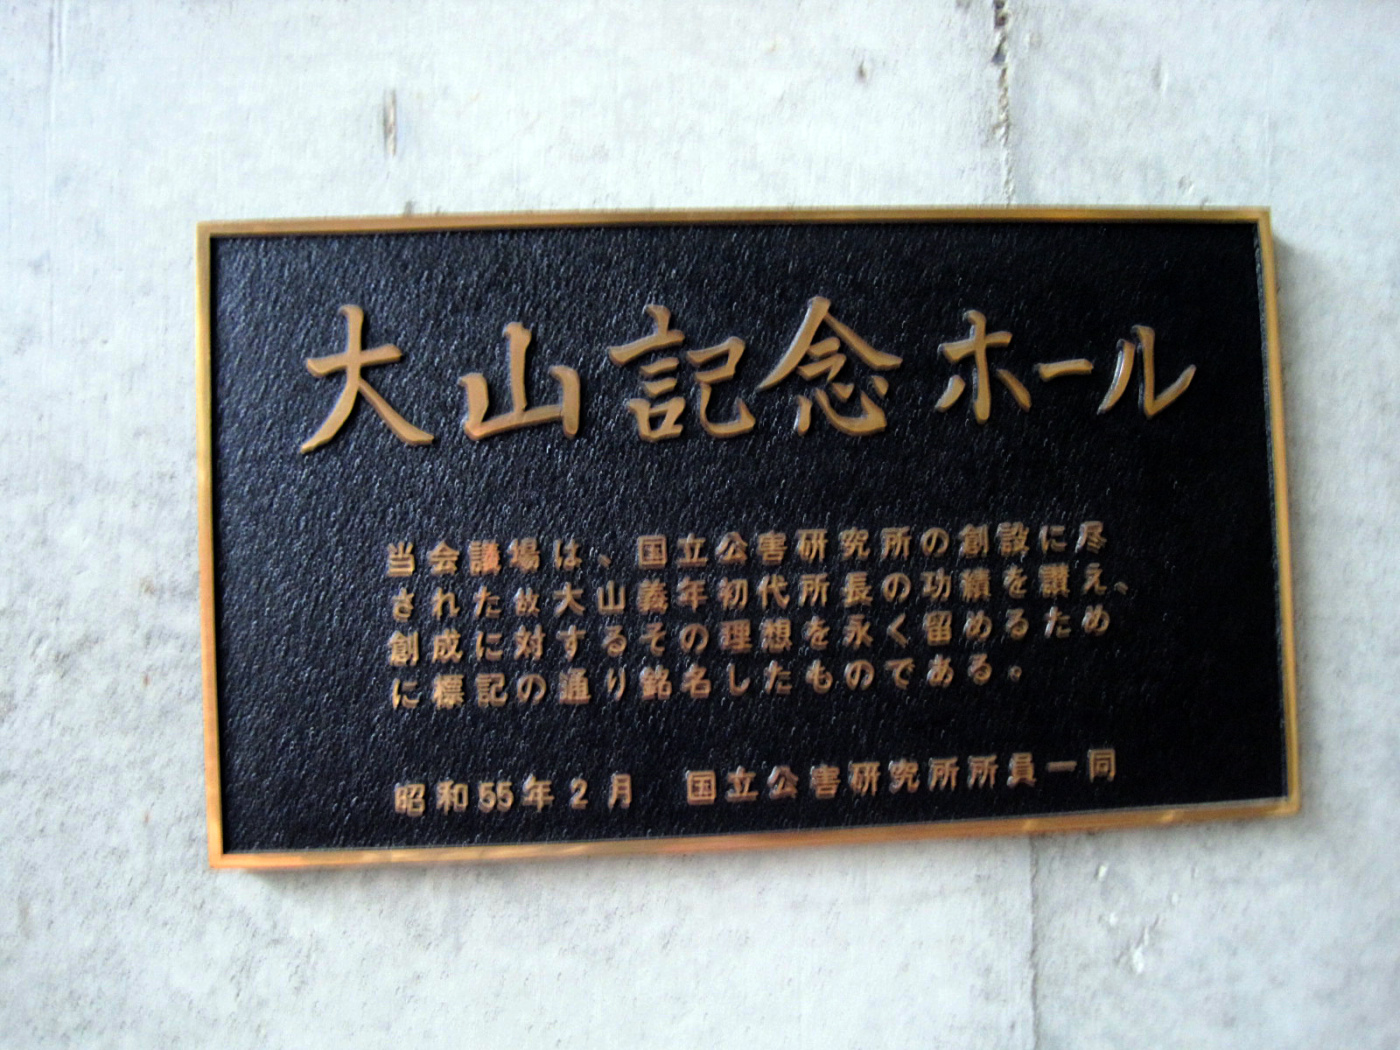 大山記念ホール
当会議場は、国立公害研究所の創設に尽
された故大山義年初代所長の功績を讃え、
創成に対するその理想を永く留めるため
に標記の通り銘名したものである。
昭和55年2月 国立公害研究所所員一同